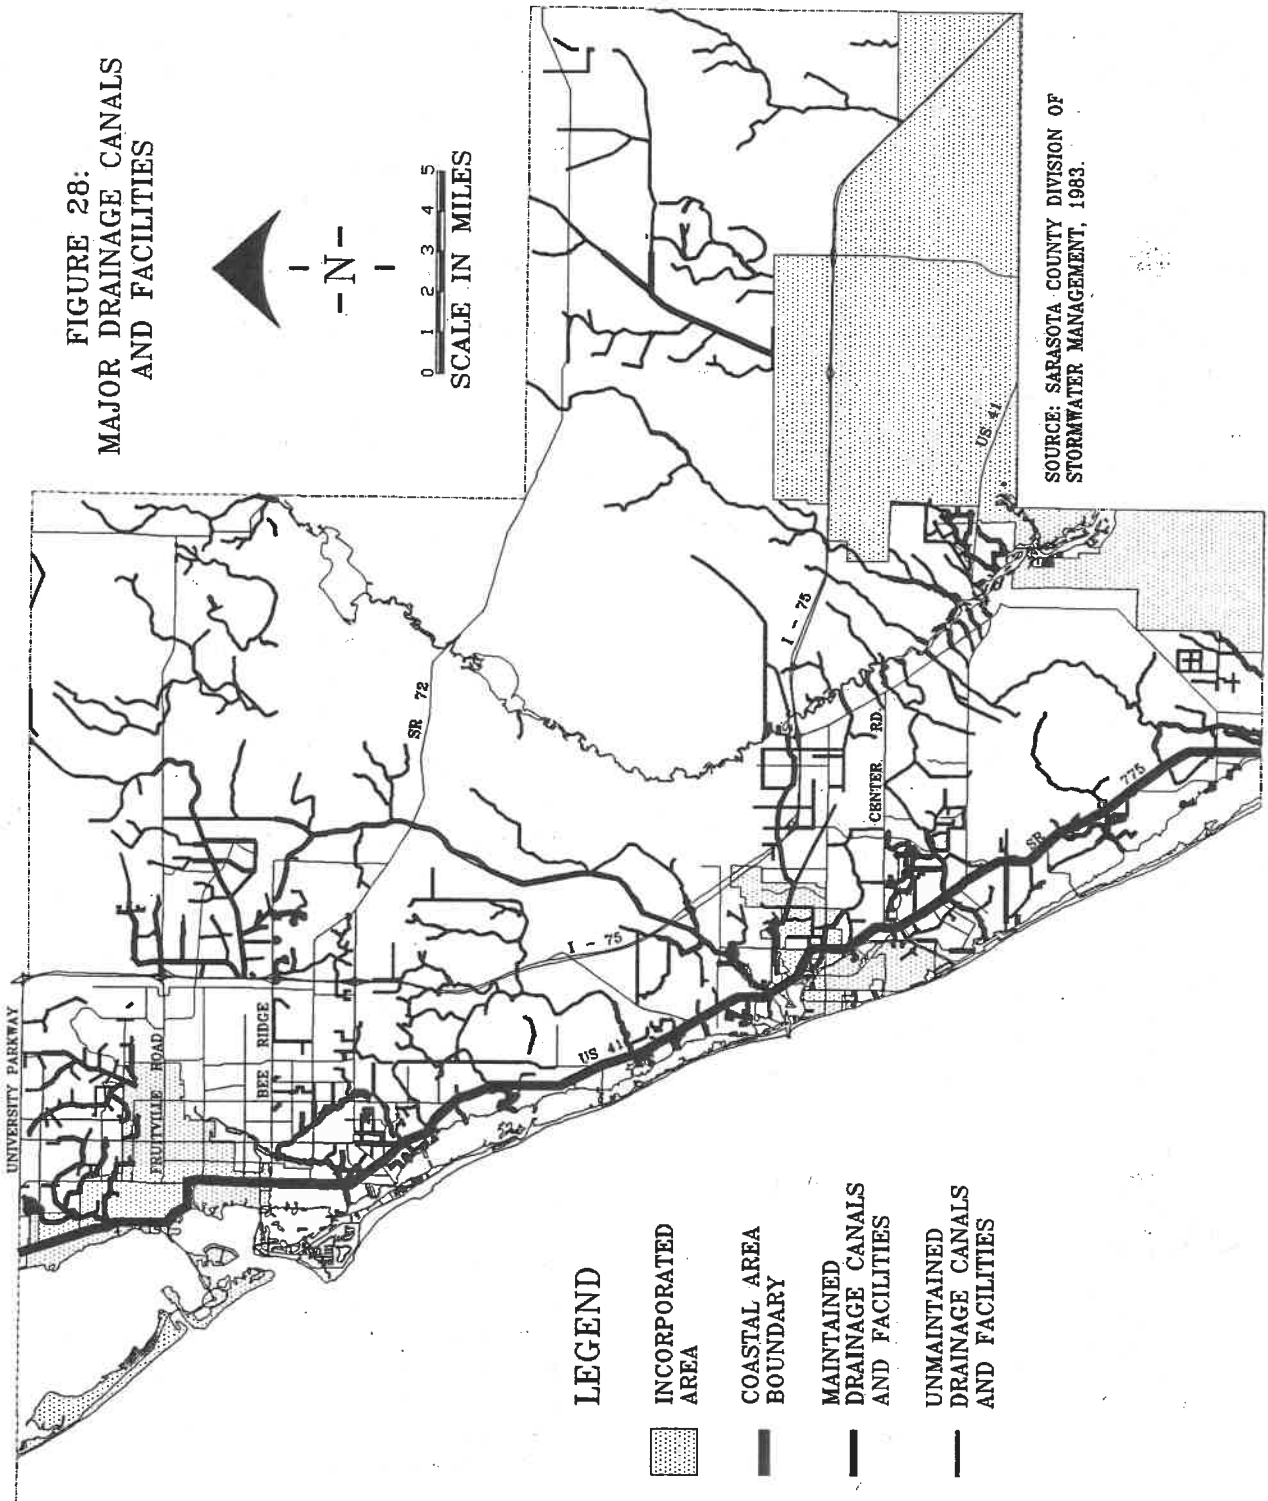 FIGURE 28:
MAJOR DRAINAGE CANALS
AND FACILITIES
-N-
0 1 2 3 4 5
SCALE IN MILES
UNIVERSITY PARKWAY
FRUITVILLE ROAD
BEE RIDGE
SR 72
I - 75
US 41
I - 75
CENTER RD.
US 41
SR 775
SOURCE: SARASOTA COUNTY DIVISION OF
STORMWATER MANAGEMENT, 1983.
LEGEND
INCORPORATED
AREA
COASTAL AREA
BOUNDARY
MAINTAINED
DRAINAGE CANALS
AND FACILITIES
UNMAINTAINED
DRAINAGE CANALS
AND FACILITIES